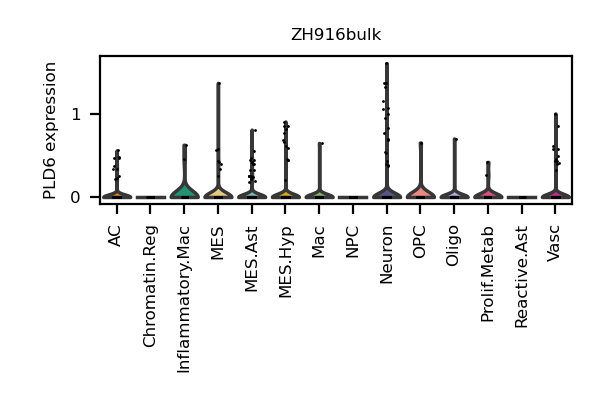 ZH916bulk
PLD6 expression
1
0
AC
Chromatin.Reg
Inflammatory.Mac
MES
MES.Ast
MES.Hyp
Mac
NPC
Neuron
OPC
Oligo
Prolif.Metab
Reactive.Ast
Vasc